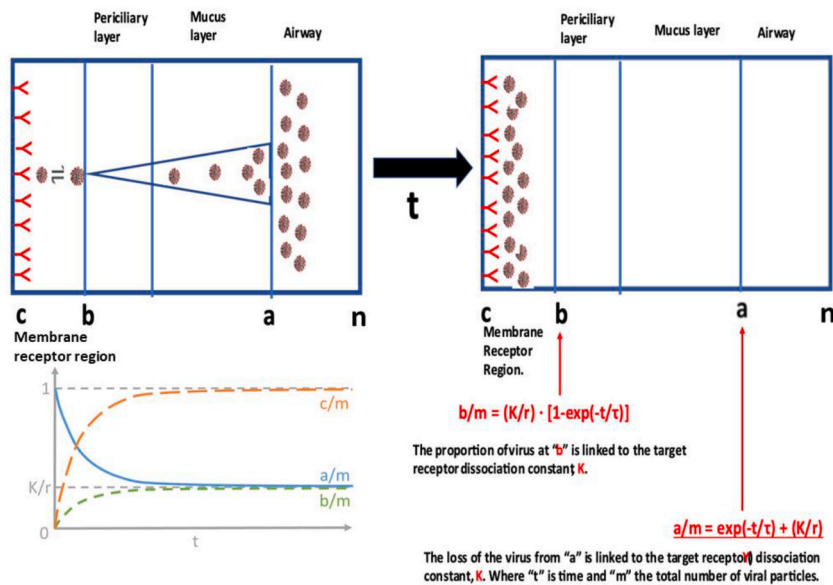 Periciliary
layer
Mucus
layer
Airway
c
b
a
n
Membrane
receptor region
t
Periciliary
layer
Mucus layer
Airway
c
b
a
n
Membrane
Receptor
Region.
b/m = (K/r) · [1-exp(-t/τ)]
The proportion of virus at "b" is linked to the target
receptor dissociation constant, K.
a/m = exp(-t/τ) + (K/r)
The loss of the virus from "a" is linked to the target receptor dissociation
constant, K. Where "t" is time and "m" the total number of viral particles.
1
c/m
a/m
K/r
b/m
0
t